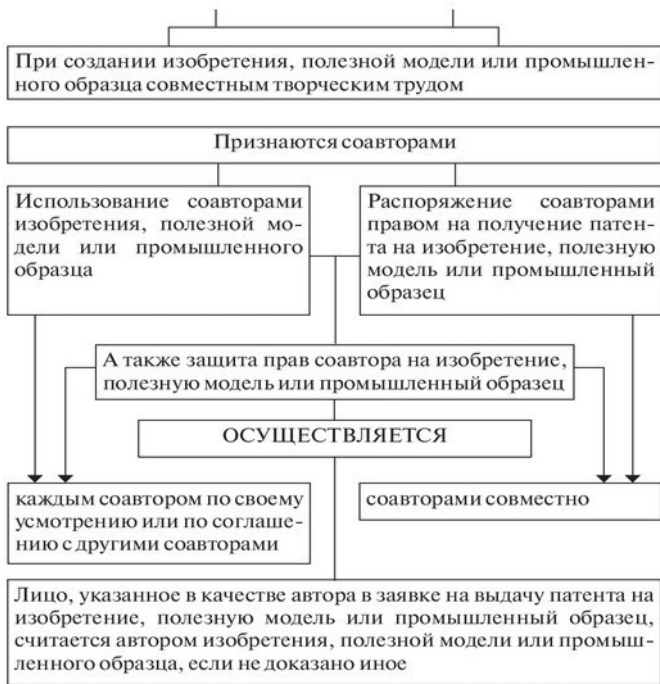 При создании изобретения, полезной модели или промышлен-
ного образца совместным творческим трудом
Признаются соавторами
Использование соавторами
изобретения, полезной мо-
дели или промышленного
образца
Распоряжение соавторами
правом на получение патен-
та на изобретение, полезную
модель или промышленный
образец
А также защита прав соавтора на изобретение,
полезную модель или промышленный образец
ОСУЩЕСТВЛЯЕТСЯ
каждым соавтором по своему
усмотрению или по соглаше-
нию с другими соавторами
соавторами совместно
Лицо, указанное в качестве автора в заявке на выдачу патента на
изобретение, полезную модель или промышленный образец,
считается автором изобретения, полезной модели или промыш-
ленного образца, если не доказано иное